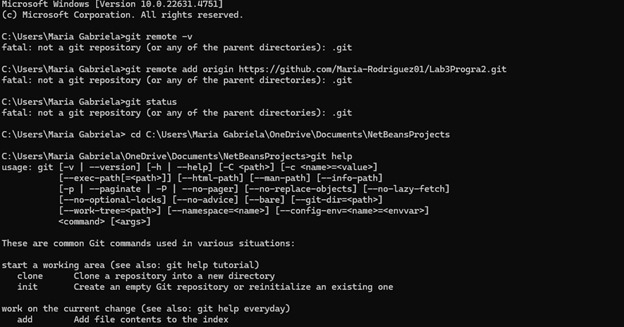 Microsoft Windows [Version 10.0.22631.4751]
(c) Microsoft Corporation. All rights reserved.
C:\Users\Maria Gabriela>git remote -v
fatal: not a git repository (or any of the parent directories): .git
C:\Users\Maria Gabriela>git remote add origin https://github.com/Maria-Rodriguez01/Lab3Progra2.git
fatal: not a git repository (or any of the parent directories): .git
C:\Users\Maria Gabriela>git status
fatal: not a git repository (or any of the parent directories): .git
C:\Users\Maria Gabriela> cd C:\Users\Maria Gabriela\OneDrive\Documents\NetBeansProjects
C:\Users\Maria Gabriela\OneDrive\Documents\NetBeansProjects>git help
usage: git [-v | --version] [-h | --help] [-C <path>] [-c <name>=<value>]
           [--exec-path[=<path>]] [--html-path] [--man-path] [--info-path]
           [-p | --paginate | -P | --no-pager] [--no-replace-objects] [--no-lazy-fetch]
           [--no-optional-locks] [--no-advice] [--bare] [--git-dir=<path>]
           [--work-tree=<path>] [--namespace=<name>] [--config-env=<name>=<envvar>]
           <command> [<args>]
These are common Git commands used in various situations:
start a working area (see also: git help tutorial)
   clone     Clone a repository into a new directory
   init      Create an empty Git repository or reinitialize an existing one
work on the current change (see also: git help everyday)
   add       Add file contents to the index